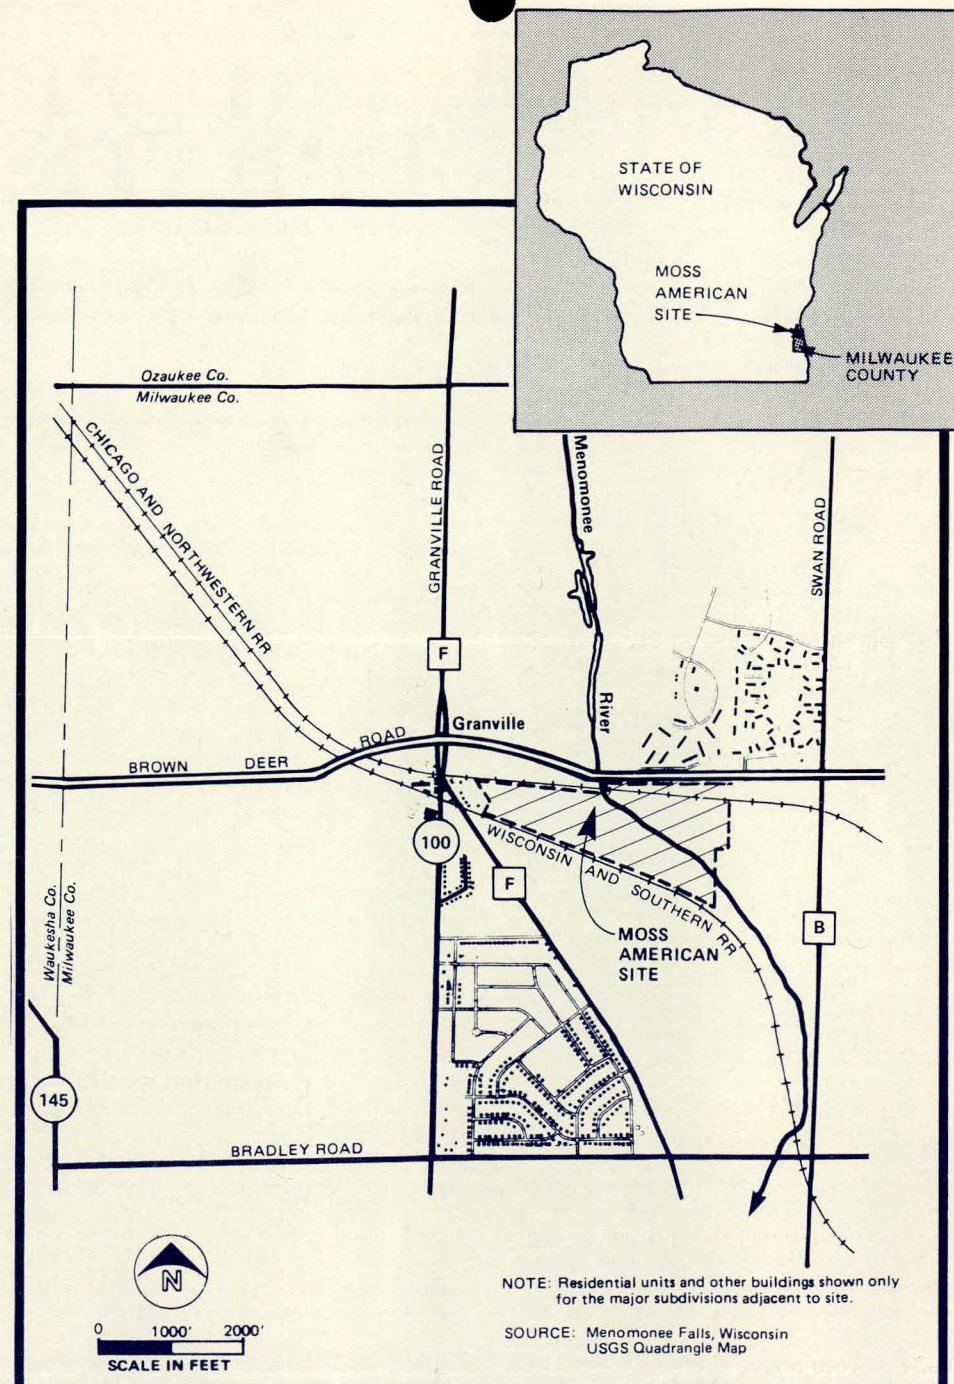 STATE OF
WISCONSIN
MOSS
AMERICAN
SITE
MILWAUKEE
COUNTY
Ozaukee Co.
Milwaukee Co.
CHICAGO AND NORTHWESTERN RR
GRANVILLE ROAD
Menomonee
River
SWAN ROAD
F
Granville
BROWN DEER ROAD
100
WISCONSIN AND SOUTHERN RR
F
B
MOSS
AMERICAN
SITE
Waukesha Co.
Milwaukee Co.
145
BRADLEY ROAD
N
0 1000' 2000'
SCALE IN FEET
NOTE: Residential units and other buildings shown only
for the major subdivisions adjacent to site.
SOURCE: Menomonee Falls, Wisconsin
USGS Quadrangle Map